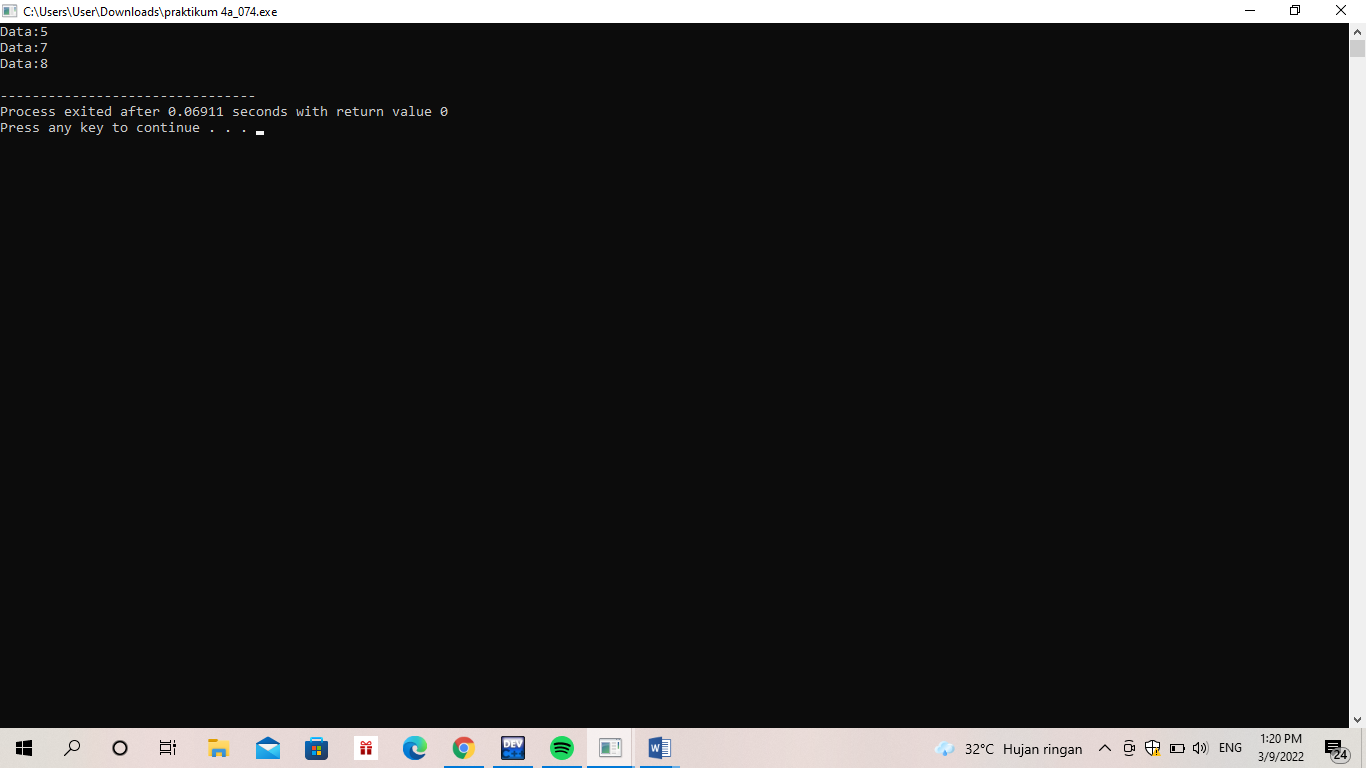 C:\Users\User\Downloads\praktikum 4a_074.exe
Data:5
Data:7
Data:8
--------------------------------
Process exited after 0.06911 seconds with return value 0
Press any key to continue . . .
DEV
C++
W
32°C Hujan ringan
ENG
1:20 PM
3/9/2022
24